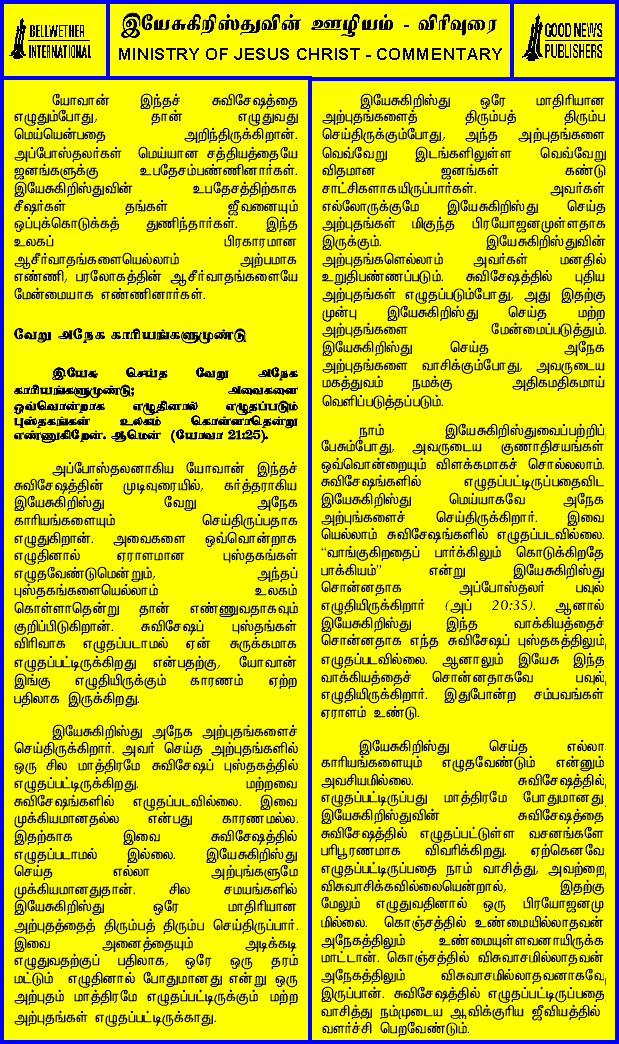 இயேசுகிறிஸ்துவின் ஊழியம் - விரிவுரை
BELLWETHER
INTERNATIONAL
MINISTRY OF JESUS CHRIST - COMMENTARY
GOOD NEWS
PUBLISHERS
யோவான் இந்தச் சுவிசேஷத்தை
எழுதும்போது, தான் எழுதுவது
மெய்யென்பதை அறிந்திருக்கிறான்.
அப்போஸ்தலர்கள் மெய்யான சத்தியத்தையே
ஜனங்களுக்கு உபதேசம்பண்ணினார்கள்.
இயேசுகிறிஸ்துவின் உபதேசத்திற்காக
சீஷர்கள் தங்கள் ஜீவனையும்
ஒப்புக்கொடுக்கத் துணிந்தார்கள். இந்த
உலகப் பிரகாரமான
ஆசீர்வாதங்களையெல்லாம் அற்பமாக
எண்ணி, பரலோகத்தின் ஆசீர்வாதங்களையே
மேன்மையாக எண்ணினார்கள்.
வேறு அநேக காரியங்களுமுண்டு
இயேசு செய்த வேறு அநேக
காரியங்களுமுண்டு; அவைகளை
ஒவ்வொன்றாக எழுதினால் எழுதப்படும்
புஸ்தகங்கள் உலகம் கொள்ளாதென்று
எண்ணுகிறேன். ஆமென் (யோவா 21:25).
அப்போஸ்தலனாகிய யோவான் இந்தச்
சுவிசேஷத்தின் முடிவுரையில், கர்த்தராகிய
இயேசுகிறிஸ்து வேறு அநேக
காரியங்களையும் செய்திருப்பதாக
எழுதுகிறான். அவைகளை ஒவ்வொன்றாக
எழுதினால் ஏராளமான புஸ்தகங்கள்
எழுதவேண்டுமென்றும், அந்தப்
புஸ்தகங்களையெல்லாம் உலகம்
கொள்ளாதென்று தான் எண்ணுவதாகவும்
குறிப்பிடுகிறான். சுவிசேஷப் புஸ்தங்கள்
விரிவாக எழுதப்படாமல் ஏன் சுருக்கமாக
எழுதப்பட்டிருக்கிறது என்பதற்கு, யோவான்
இங்கு எழுதியிருக்கும் காரணம் ஏற்ற
பதிலாக இருக்கிறது.
இயேசுகிறிஸ்து அநேக அற்புதங்களைச்
செய்திருக்கிறார். அவர் செய்த அற்புதங்களில்
ஒரு சில மாத்திரமே சுவிசேஷப் புஸ்தகத்தில்
எழுதப்பட்டிருக்கிறது. மற்றவை
சுவிசேஷங்களில் எழுதப்படவில்லை. இவை
முக்கியமானதல்ல என்பது காரணமல்ல.
இதற்காக இவை சுவிசேஷத்தில்
எழுதப்படாமல் இல்லை. இயேசுகிறிஸ்து
செய்த எல்லா அற்புங்களுமே
முக்கியமானதுதான். சில சமயங்களில்
இயேசுகிறிஸ்து ஒரே மாதிரியான
அற்புதத்தைத் திரும்பத் திரும்ப செய்திருப்பார்.
இவை அனைத்தையும் அடிக்கடி
எழுதுவதற்குப் பதிலாக, ஒரே ஒரு தரம்
மட்டும் எழுதினால் போதுமானது என்று ஒரு
அற்புதம் மாத்திரமே எழுதப்பட்டிருக்கும் மற்ற
அற்புதங்கள் எழுதப்பட்டிருக்காது.
இயேசுகிறிஸ்து ஒரே மாதிரியான
அற்புதங்களைத் திரும்பத் திரும்ப
செய்திருக்கும்போது, அந்த அற்புதங்களை
வெவ்வேறு இடங்களிலுள்ள வெவ்வேறு
விதமான ஜனங்கள் கண்டு
சாட்சிகளாகயிருப்பார்கள். அவர்கள்
எல்லோருக்குமே இயேசுகிறிஸ்து செய்த
அற்புதங்கள் மிகுந்த பிரயோஜனமுள்ளதாக
இருக்கும். இயேசுகிறிஸ்துவின்
அற்புதங்களெல்லாம் அவர்கள் மனதில்
உறுதிபண்ணப்படும். சுவிசேஷத்தில் புதிய
அற்புதங்கள் எழுதப்படும்போது, அது இதற்கு
முன்பு இயேசுகிறிஸ்து செய்த மற்ற
அற்புதங்களை மேன்மைப்படுத்தும்.
இயேசுகிறிஸ்து செய்த அநேக
அற்புதங்களை வாசிக்கும்போது, அவருடைய
மகத்துவம் நமக்கு அதிகமதிகமாய்
வெளிப்படுத்தப்படும்.
நாம் இயேசுகிறிஸ்துவைப்பற்றிப்
பேசும்போது, அவருடைய குணாதிசயங்கள்
ஒவ்வொன்றையும் விளக்கமாகச் சொல்லலாம்.
சுவிசேஷங்களில் எழுதப்பட்டிருப்பதைவிட
இயேசுகிறிஸ்து மெய்யாகவே அநேக
அற்புங்களைச் செய்திருக்கிறார். இவை
யெல்லாம் சுவிசேஷங்களில் எழுதப்படவில்லை.
“வாங்குகிறதைப் பார்க்கிலும் கொடுக்கிறதே
பாக்கியம்” என்று இயேசுகிறிஸ்து
சொன்னதாக அப்போஸ்தலர் பவுல்
எழுதியிருக்கிறார் (அப் 20:35). ஆனால்
இயேசுகிறிஸ்து இந்த வாக்கியத்தைச்
சொன்னதாக எந்த சுவிசேஷப் புஸ்தகத்திலும்
எழுதப்படவில்லை. ஆனாலும் இயேசு இந்த
வாக்கியத்தைச் சொன்னதாகவே பவுல்
எழுதியிருக்கிறார். இதுபோன்ற சம்பவங்கள்
ஏராளம் உண்டு.
இயேசுகிறிஸ்து செய்த எல்லா
காரியங்களையும் எழுதவேண்டும் என்னும்
அவசியமில்லை. சுவிசேஷத்தில்
எழுதப்பட்டிருப்பது மாத்திரமே போதுமானது
இயேசுகிறிஸ்துவின் சுவிசேஷத்தை
சுவிசேஷத்தில் எழுதப்பட்டுள்ள வசனங்களே
பரிபூரணமாக விவரிக்கிறது. ஏற்கெனவே
எழுதப்பட்டிருப்பதை நாம் வாசித்து, அவற்றை
விசுவாசிக்கவில்லையென்றால், இதற்கு
மேலும் எழுதுவதினால் ஒரு பிரயோஜனமு
மில்லை. கொஞ்சத்தில் உண்மையில்லாதவன்
அநேகத்திலும் உண்மையுள்ளவனாயிருக்க
மாட்டான். கொஞ்சத்தில் விசுவாசமில்லாதவன்
அநேகத்திலும் விசுவாசமில்லாதவனாகவே
இருப்பான். சுவிசேஷத்தில் எழுதப்பட்டிருப்பதை
வாசித்து நம்முடைய ஆவிக்குரிய ஜீவியத்தில்
வளர்ச்சி பெறவேண்டும்.